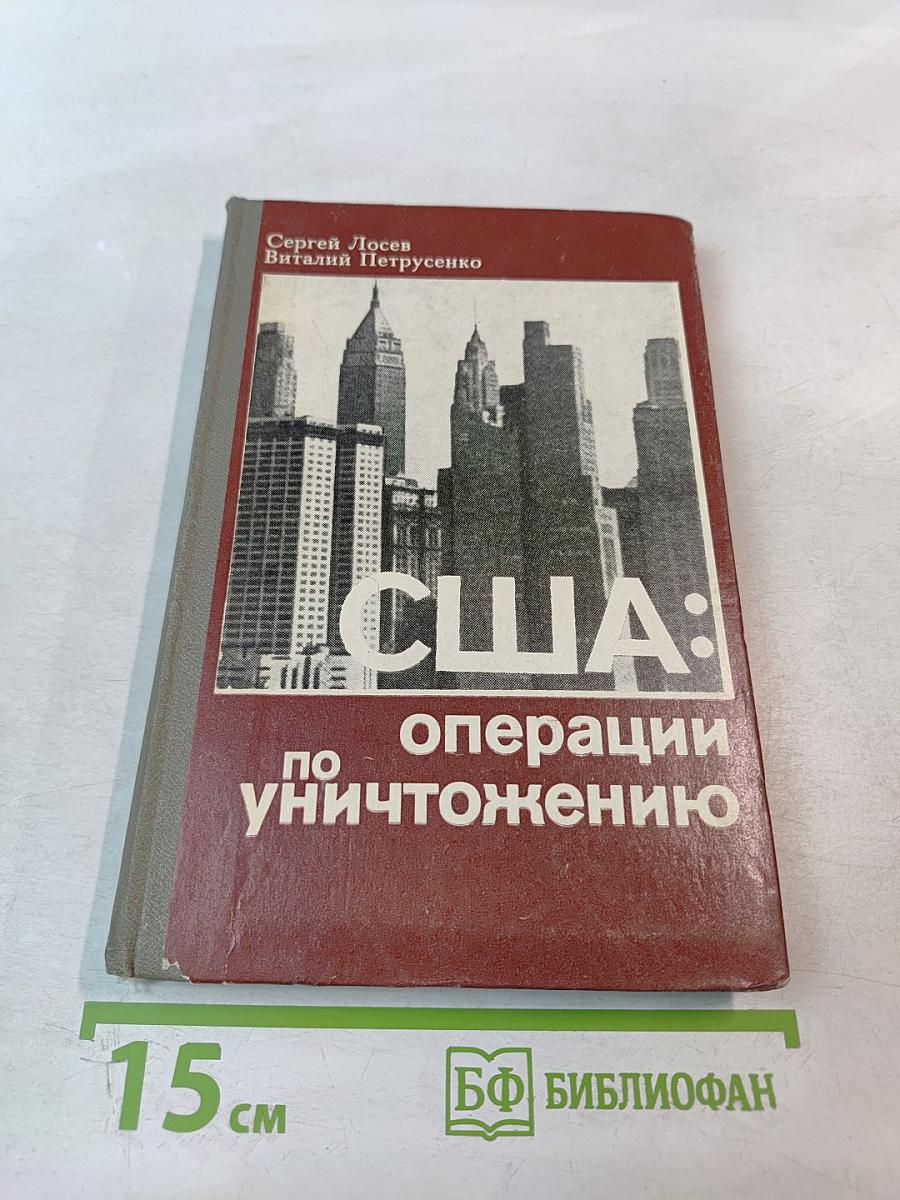 Сергей Лосев
Виталий Петрусенко
США:
операции
по
уничтожению
15 см
БФ БИБЛИОФАН